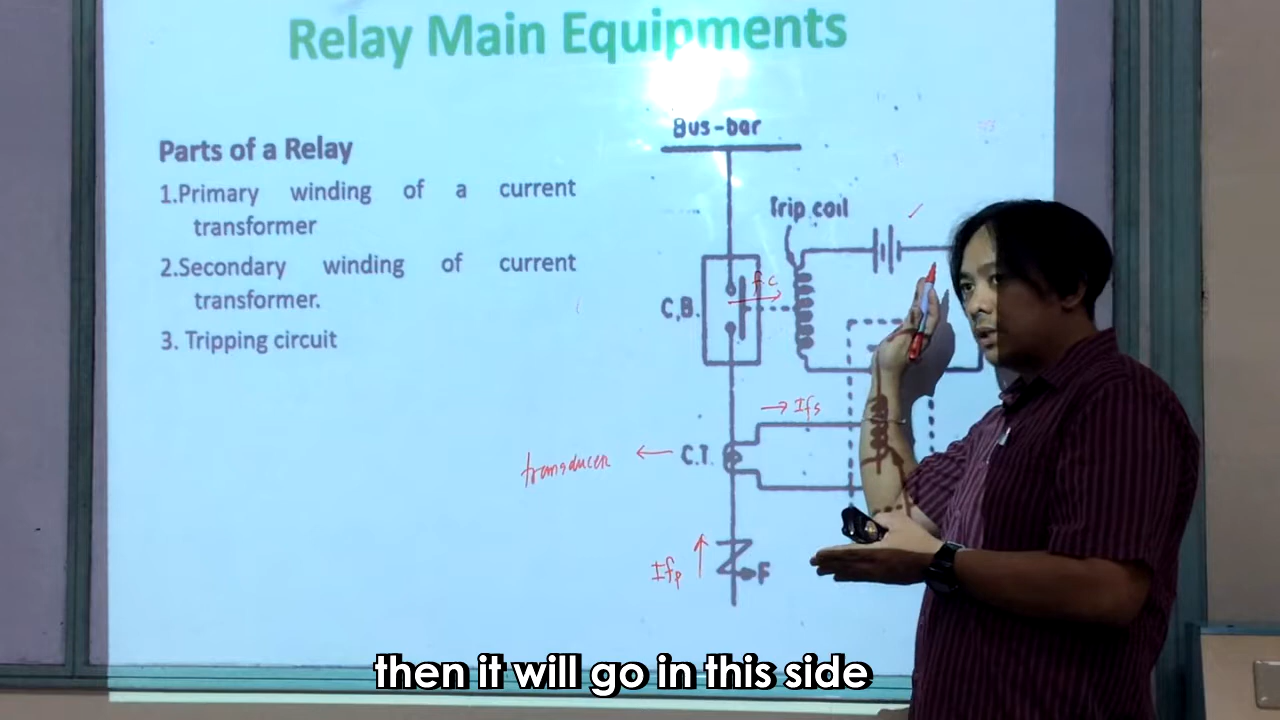 Relay Main Equipments
Parts of a Relay
1.Primary winding of a current
transformer
2.Secondary winding of current
transformer.
3. Tripping circuit
Bus-bar
Trip coil
fc
C.B.
→ Ifs
transducer ← C.T.
Ifp
F
then it will go in this side